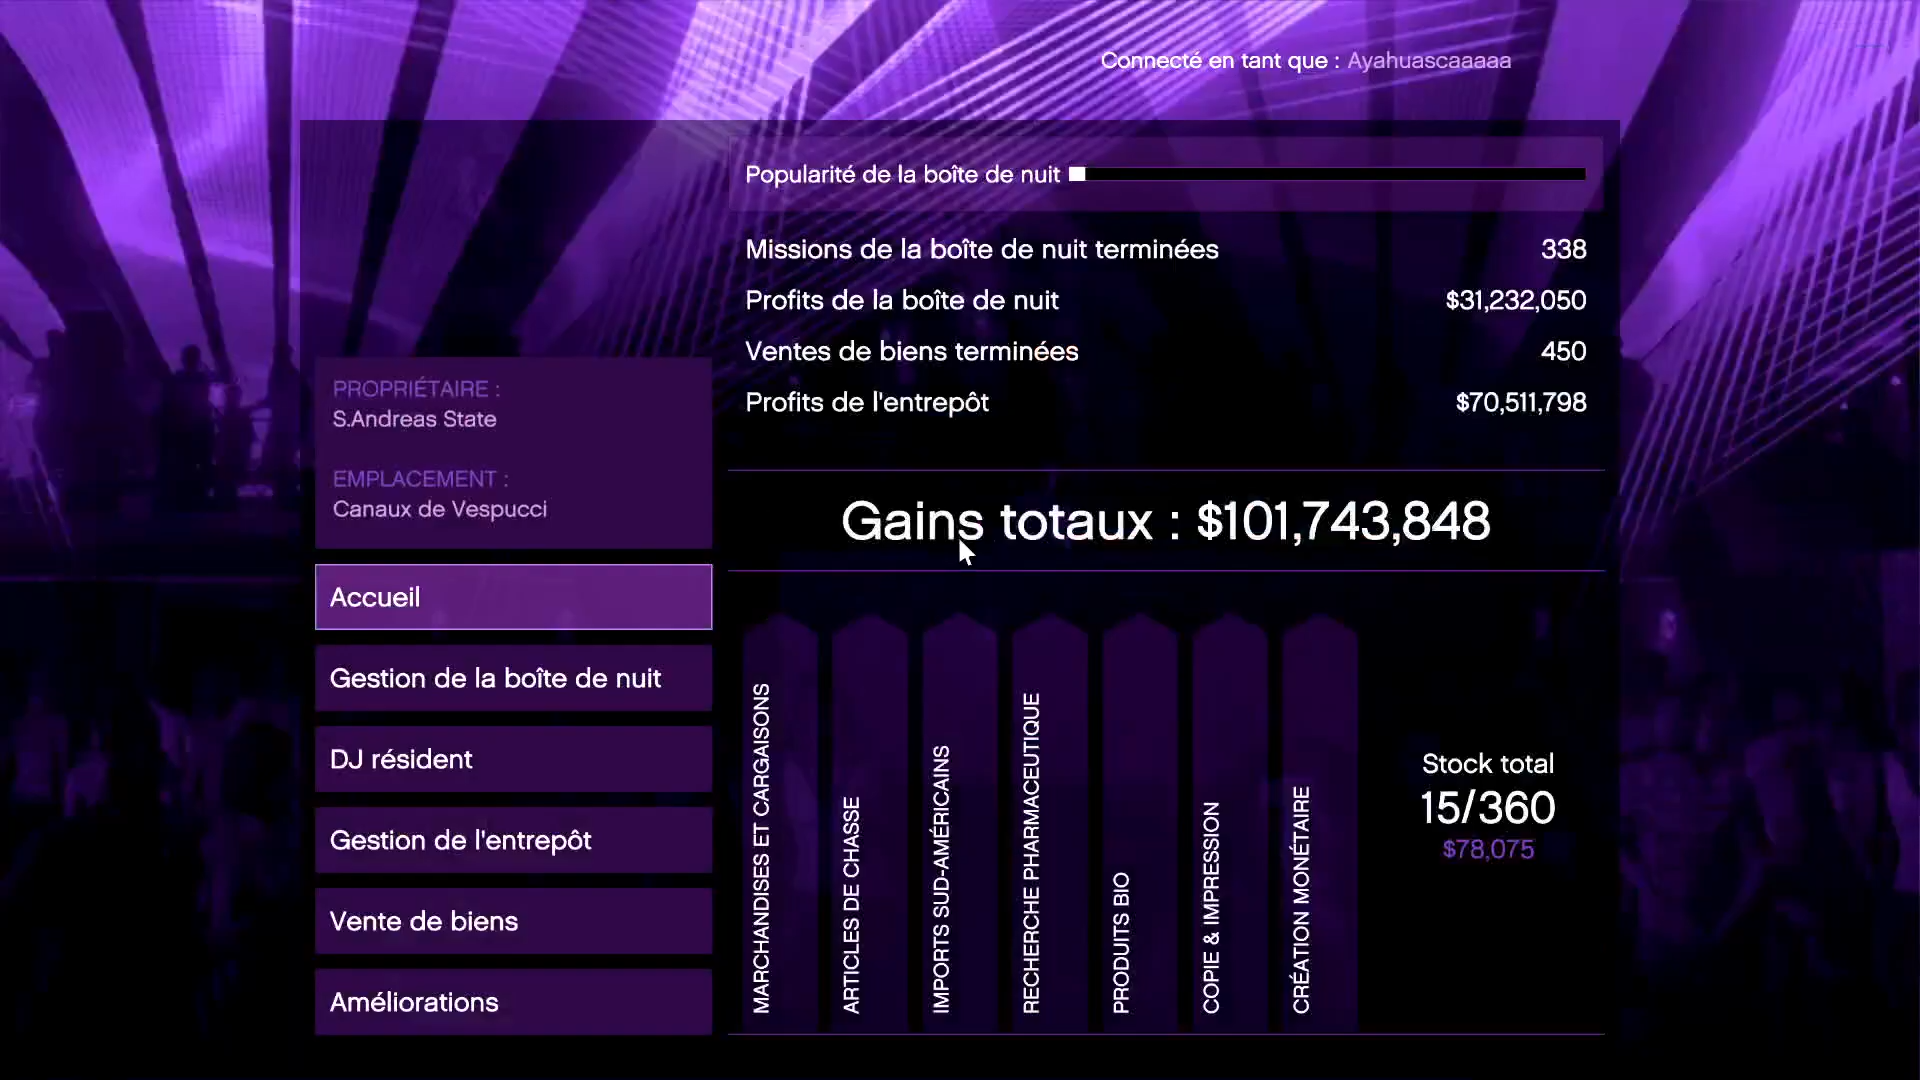 Connecté en tant que : Ayahuascaaaaa
Popularité de la boîte de nuit
Missions de la boîte de nuit terminées 338
Profits de la boîte de nuit $31,232,050
Ventes de biens terminées 450
Profits de l'entrepôt $70,511,798
PROPRIÉTAIRE :
S.Andreas State
EMPLACEMENT :
Canaux de Vespucci
Gains totaux : $101,743,848
Accueil
Gestion de la boîte de nuit
DJ résident
Gestion de l'entrepôt
Vente de biens
Améliorations
MARCHANDISES ET CARGAISONS
ARTICLES DE CHASSE
IMPORTS SUD-AMÉRICAINS
RECHERCHE PHARMACEUTIQUE
PRODUITS BIO
COPIE & IMPRESSION
CRÉATION MONÉTAIRE
Stock total
15/360
$78,075